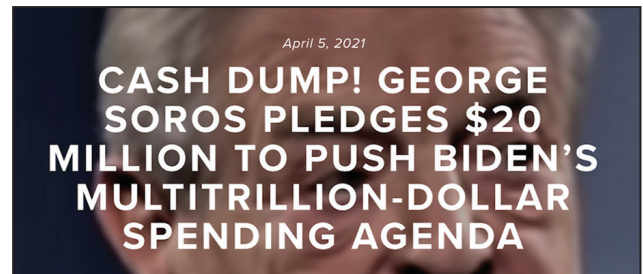 April 5, 2021
CASH DUMP! GEORGE
SOROS PLEDGES $20
MILLION TO PUSH BIDEN’S
MULTITRILLION-DOLLAR
SPENDING AGENDA